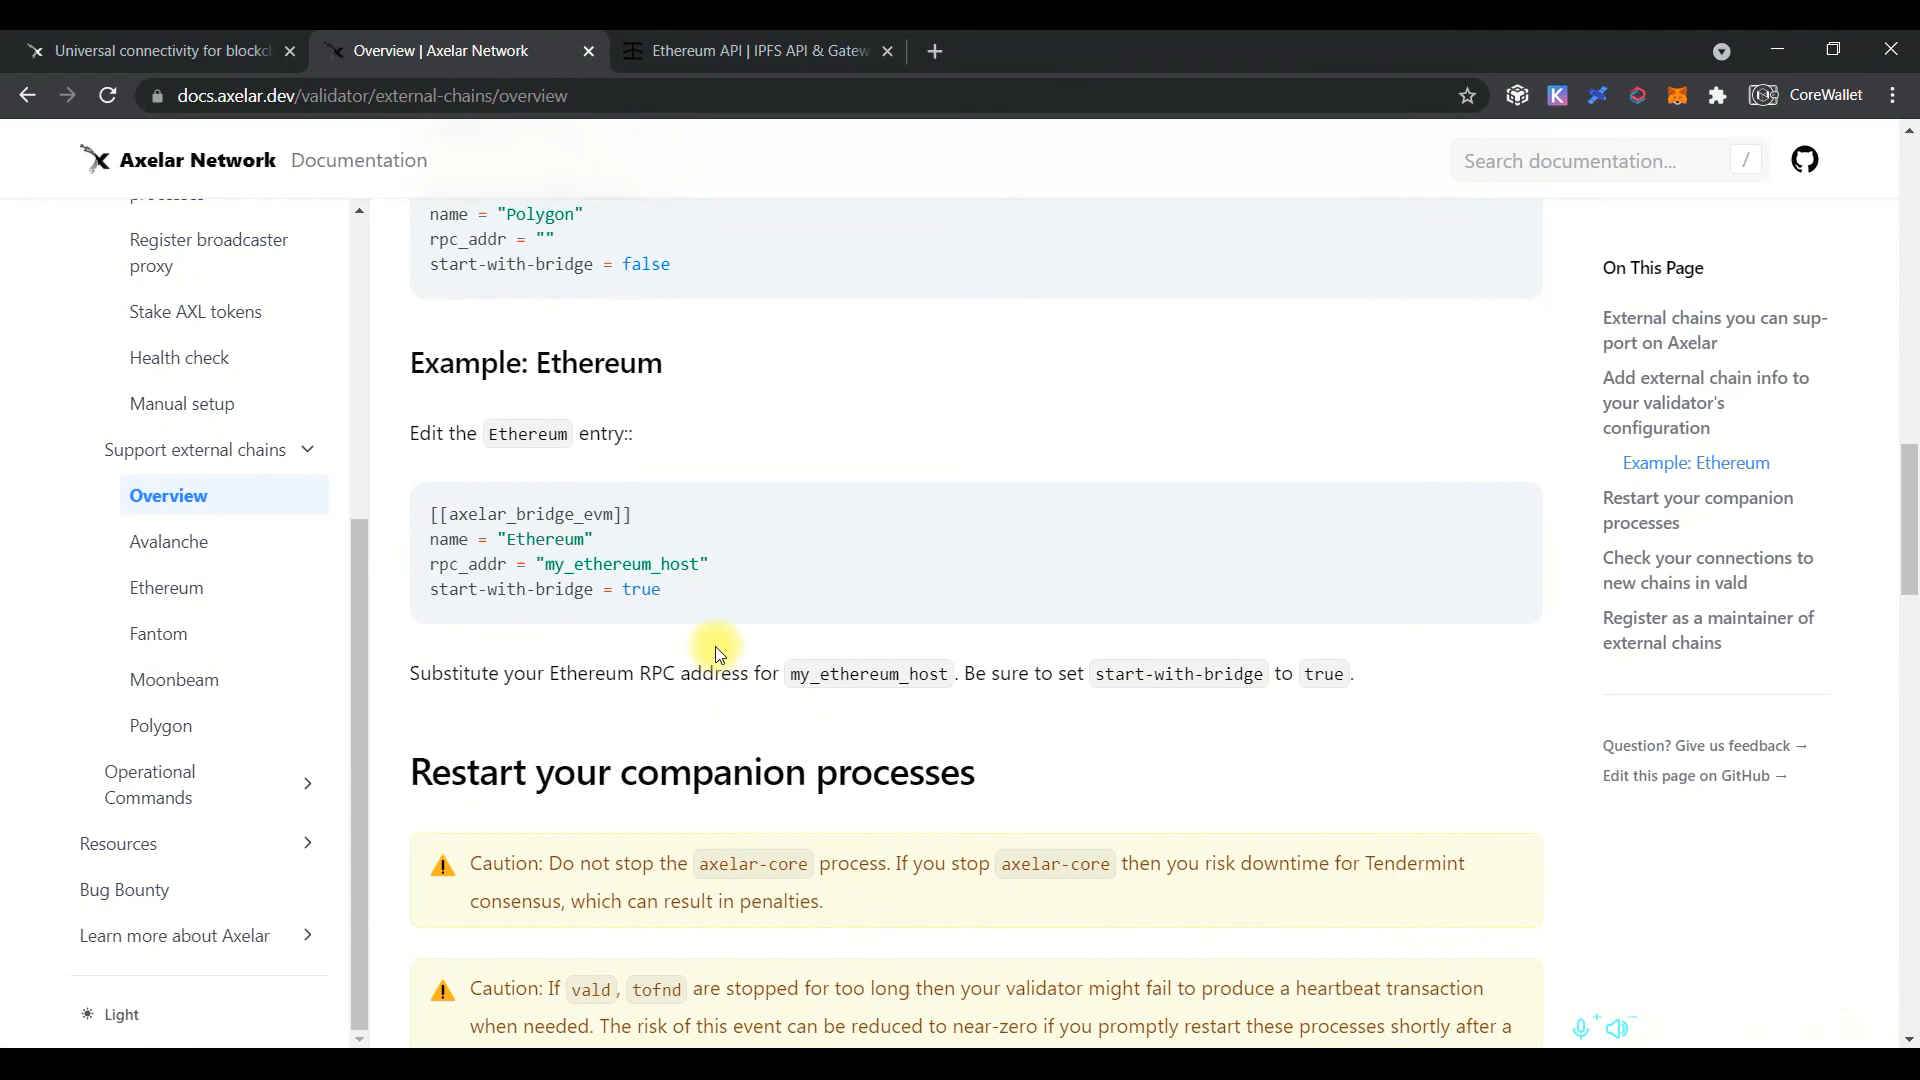 Universal connectivity for blockc
Overview | Axelar Network
Ethereum API | IPFS API & Gatew
docs.axelar.dev/validator/external-chains/overview
CoreWallet
Axelar Network Documentation
Search documentation...
/
Register broadcaster
proxy
Stake AXL tokens
Health check
Manual setup
Support external chains
Overview
Avalanche
Ethereum
Fantom
Moonbeam
Polygon
Operational
Commands
Resources
Bug Bounty
Learn more about Axelar
Light
name = "Polygon"
rpc_addr = ""
start-with-bridge = false
Example: Ethereum
Edit the Ethereum entry::
[[axelar_bridge_evm]]
name = "Ethereum"
rpc_addr = "my_ethereum_host"
start-with-bridge = true
Substitute your Ethereum RPC address for my_ethereum_host. Be sure to set start-with-bridge to true.
Restart your companion processes
Caution: Do not stop the axelar-core process. If you stop axelar-core then you risk downtime for Tendermint
consensus, which can result in penalties.
Caution: If vald, tofnd are stopped for too long then your validator might fail to produce a heartbeat transaction
when needed. The risk of this event can be reduced to near-zero if you promptly restart these processes shortly after a
On This Page
External chains you can sup-
port on Axelar
Add external chain info to
your validator's
configuration
Example: Ethereum
Restart your companion
processes
Check your connections to
new chains in vald
Register as a maintainer of
external chains
Question? Give us feedback →
Edit this page on GitHub →